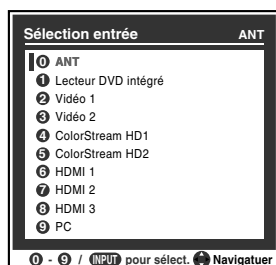 Sélection entrée ANT
0 ANT
1 Lecteur DVD intégré
2 Vidéo 1
3 Vidéo 2
4 ColorStream HD1
5 ColorStream HD2
6 HDMI 1
7 HDMI 2
8 HDMI 3
9 PC
0 - 9 / INPUT pour sélect. Navigatuer